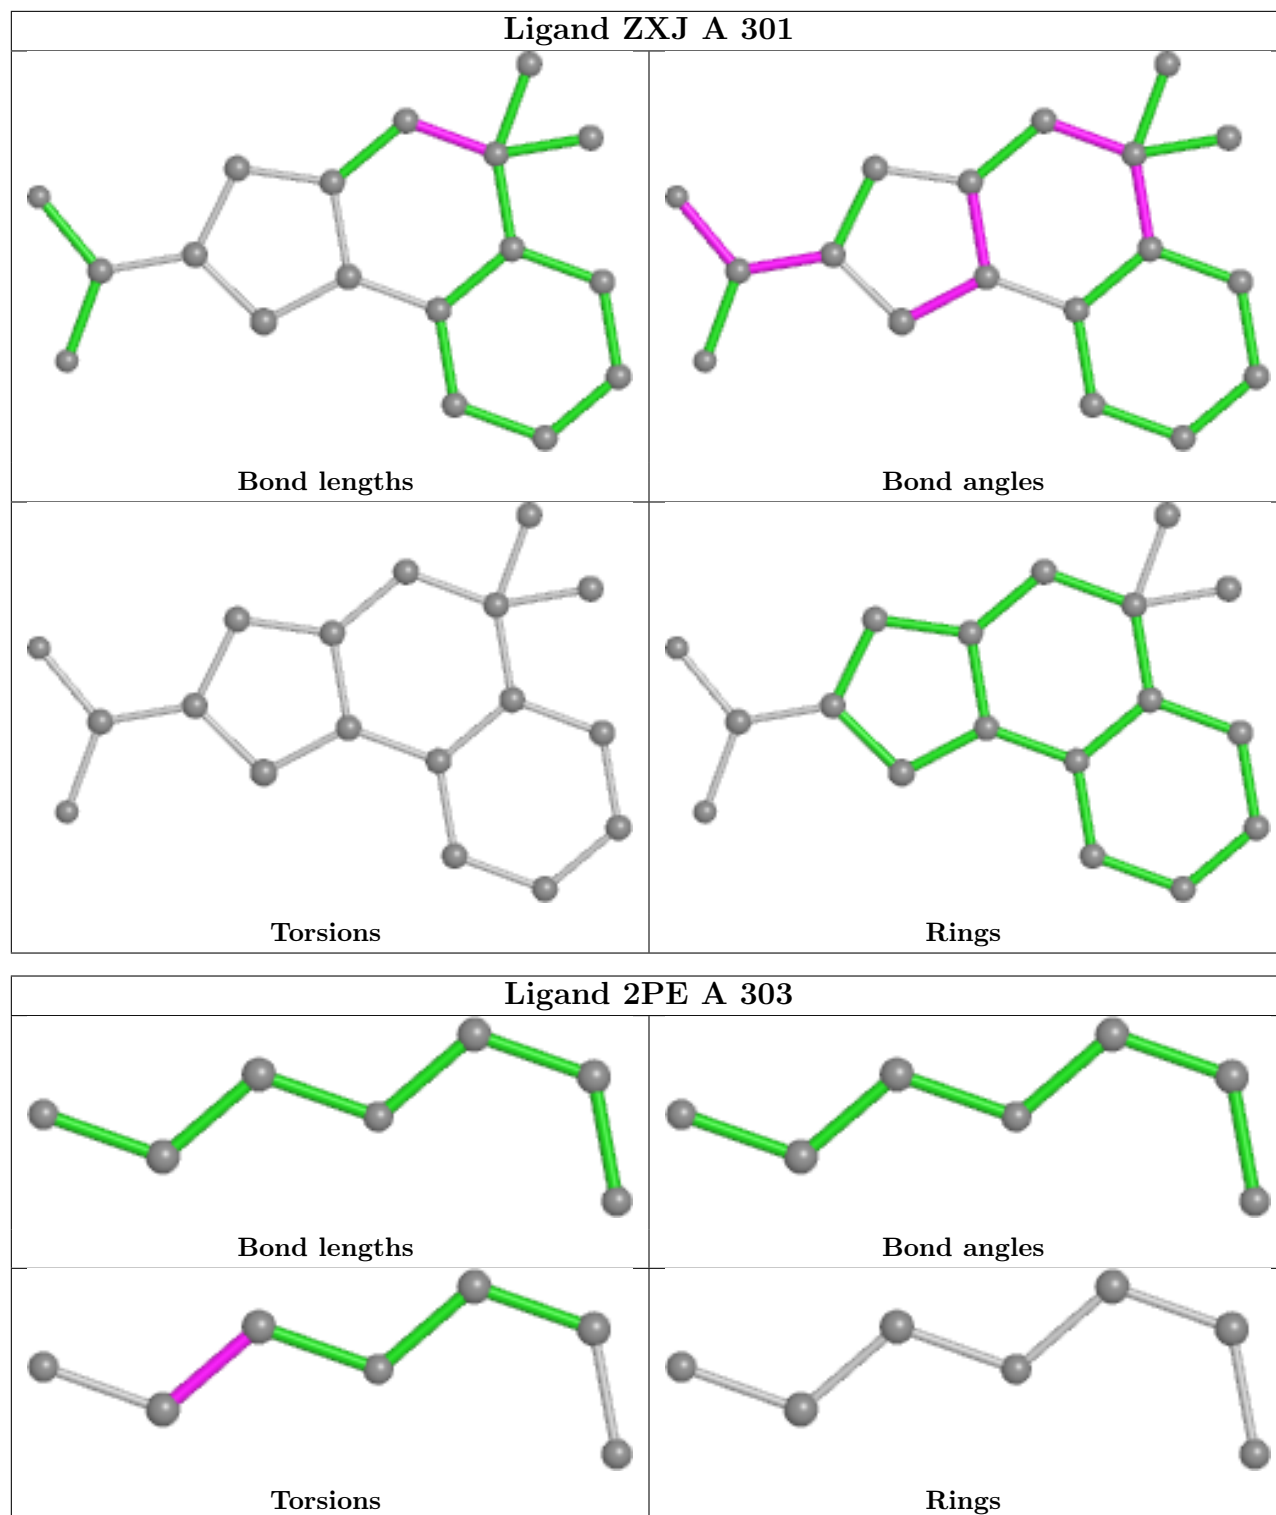 Ligand ZXJ A 301
Bond lengths
Bond angles
Torsions
Rings
Ligand 2PE A 303
Bond lengths
Bond angles
Torsions
Rings